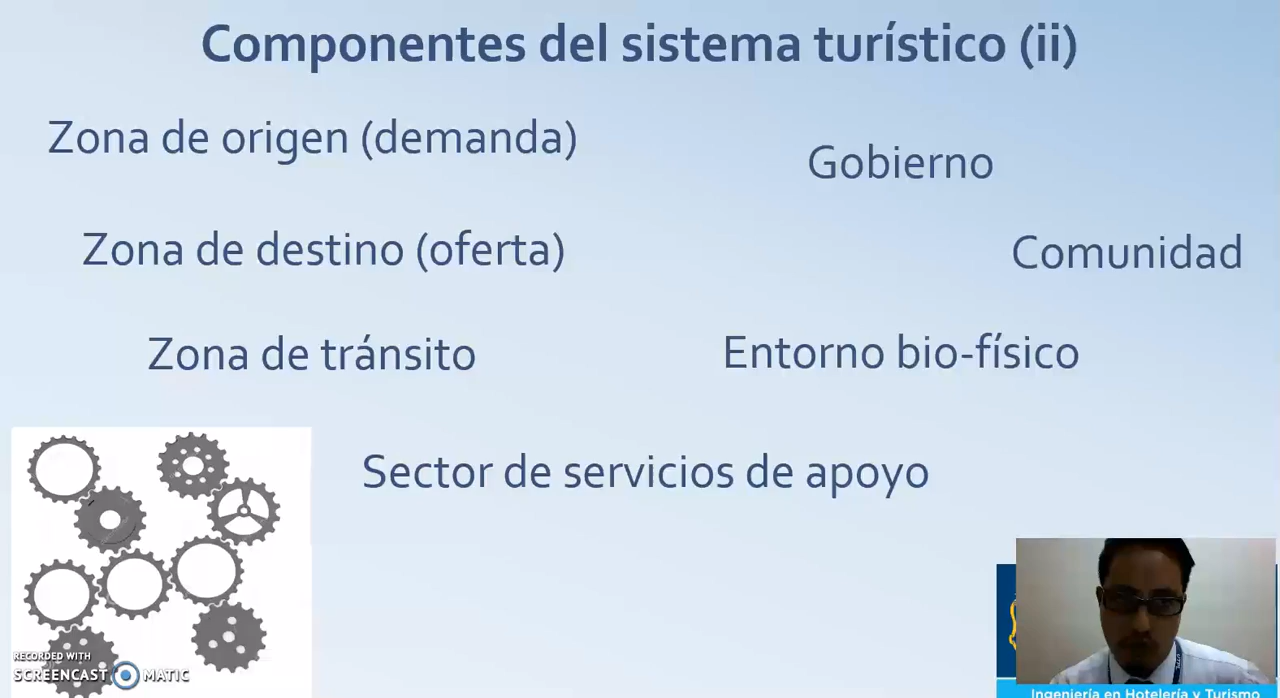 Componentes del sistema turístico (ii)
Zona de origen (demanda)
Gobierno
Zona de destino (oferta)
Comunidad
Zona de tránsito
Entorno bio-físico
Sector de servicios de apoyo
RECORDED WITH
SCREENCAST MATIC
Ingeniería en Hotelería y Turismo